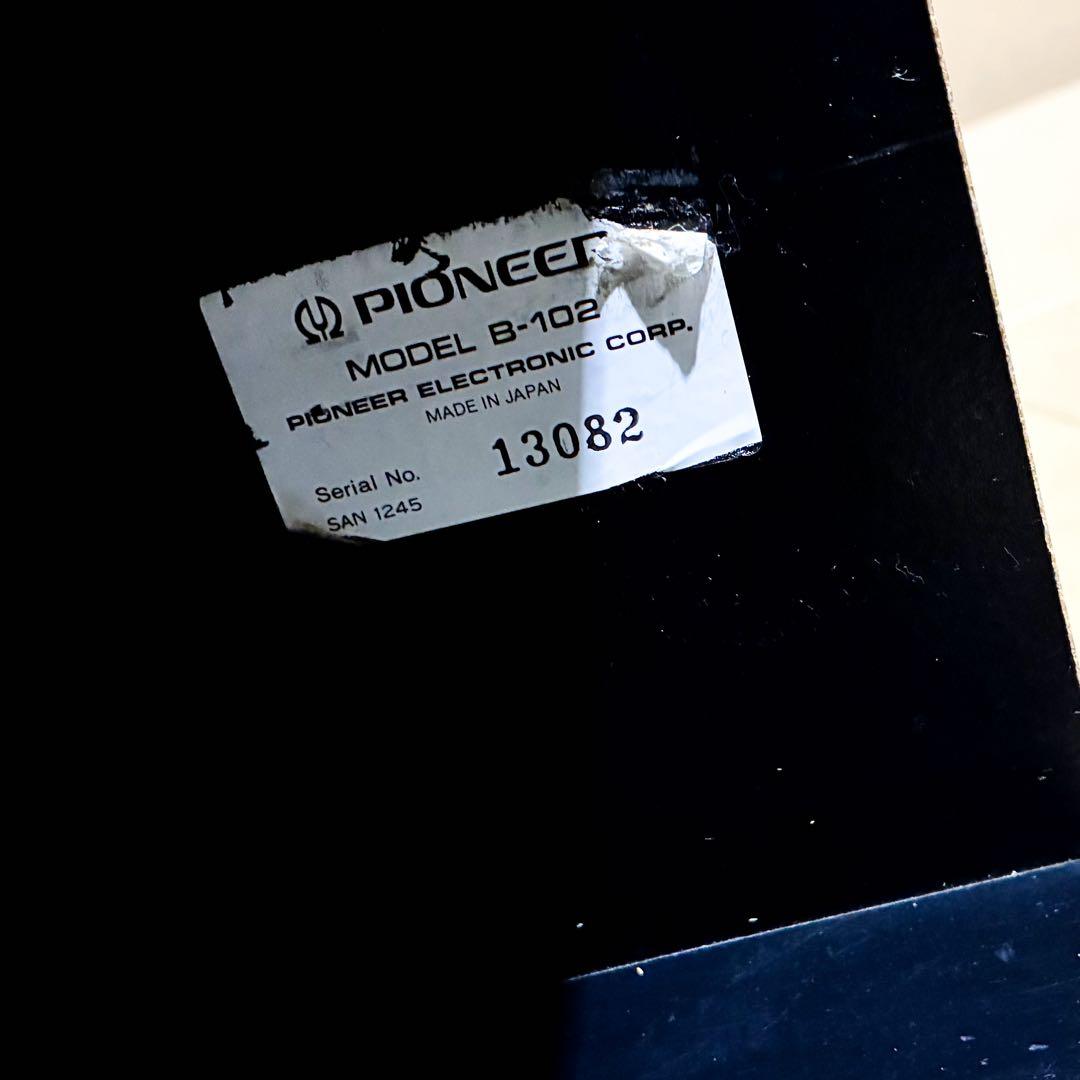 PIONEER
MODEL B-102
PIONEER ELECTRONIC CORP.
MADE IN JAPAN
13082
Serial No.
SAN 1245